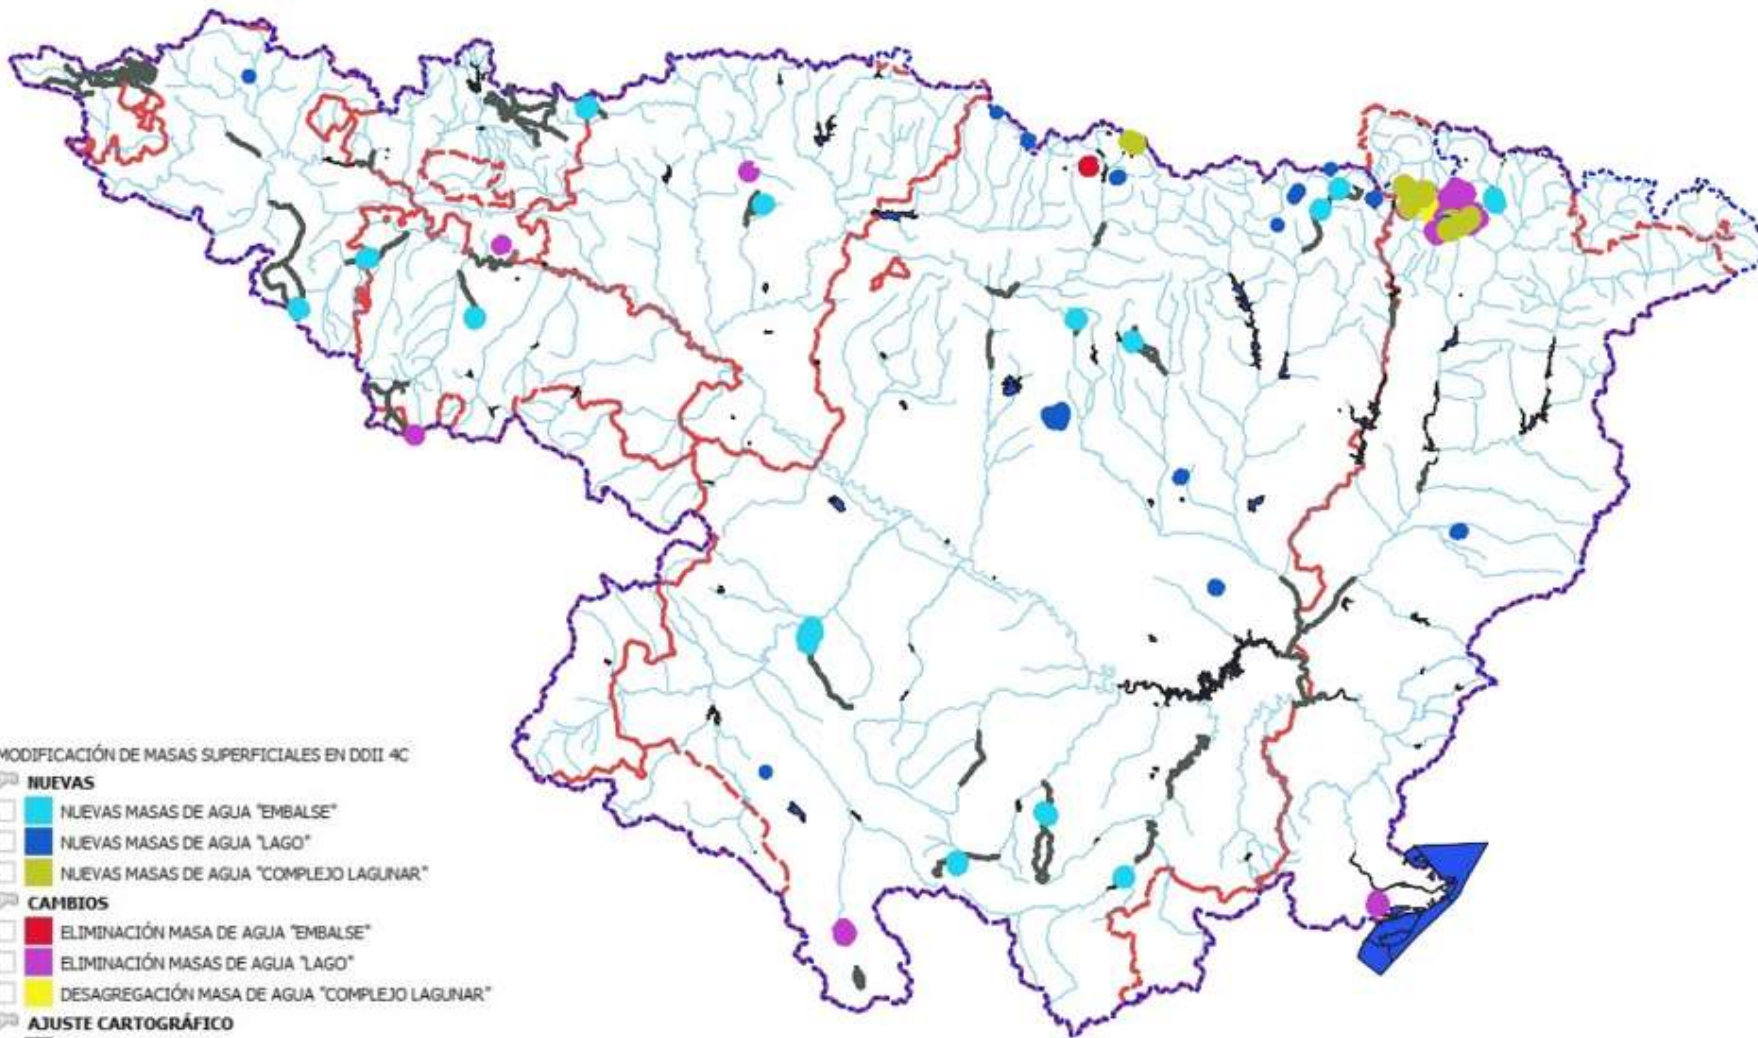 MODIFICACIÓN DE MASAS SUPERFICIALES EN DDII 4C
NUEVAS
NUEVAS MASAS DE AGUA "EMBALSE"
NUEVAS MASAS DE AGUA "LAGO"
NUEVAS MASAS DE AGUA "COMPLEJO LAGUNAR"
CAMBIOS
ELIMINACIÓN MASA DE AGUA "EMBALSE"
ELIMINACIÓN MASAS DE AGUA "LAGO"
DESAGREGACIÓN MASA DE AGUA "COMPLEJO LAGUNAR"
AJUSTE CARTOGRÁFICO